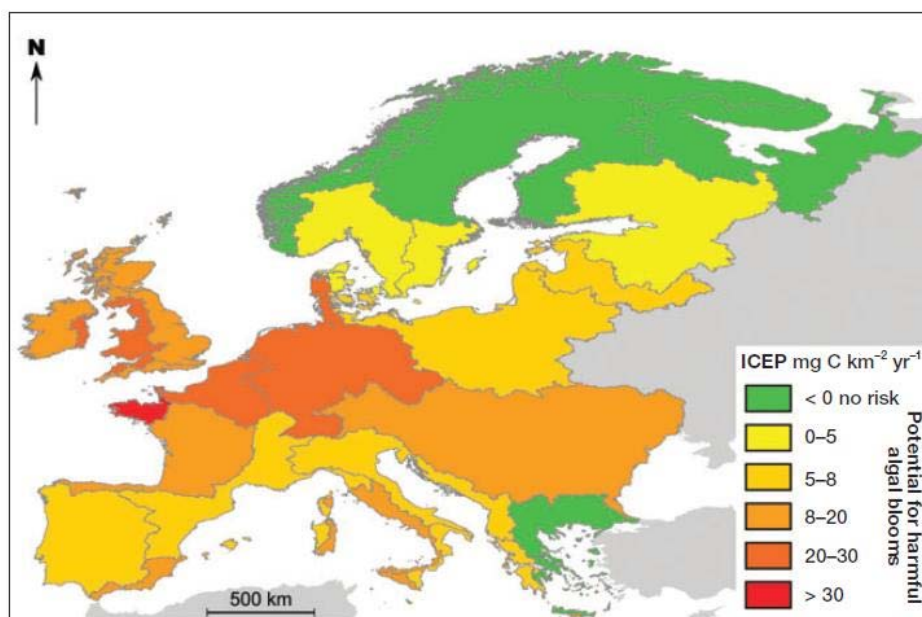 N
ICEP mg C km⁻² yr⁻¹
< 0 no risk
0–5
5–8
8–20
20–30
> 30
Potential for harmful
algal blooms
500 km